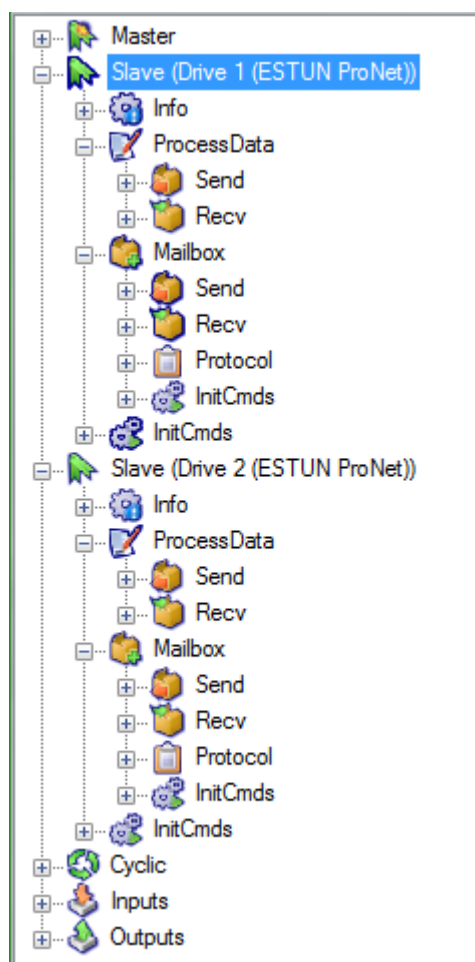 Master
Slave (Drive 1 (ESTUN ProNet))
Info
ProcessData
Send
Recv
Mailbox
Send
Recv
Protocol
InitCmds
InitCmds
Slave (Drive 2 (ESTUN ProNet))
Info
ProcessData
Send
Recv
Mailbox
Send
Recv
Protocol
InitCmds
InitCmds
Cyclic
Inputs
Outputs